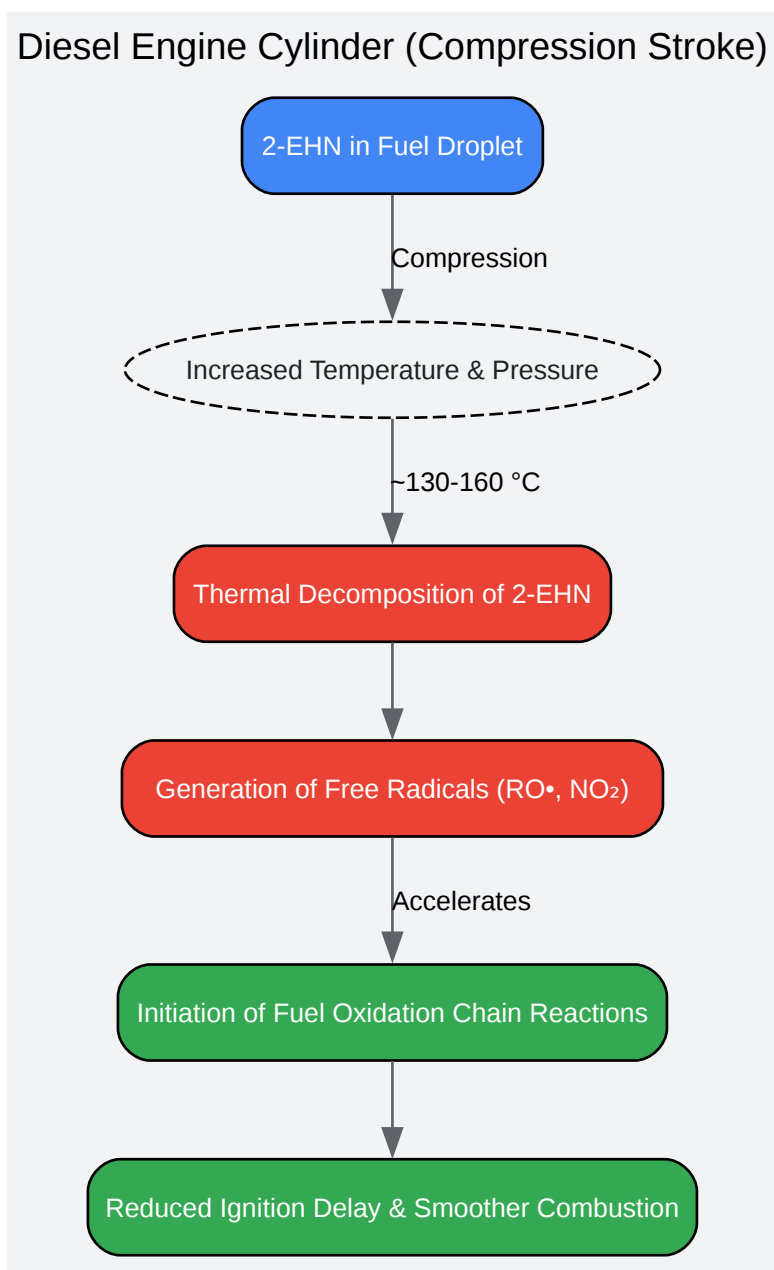 Diesel Engine Cylinder (Compression Stroke)
2-EHN in Fuel Droplet
Compression
Increased Temperature & Pressure
~130-160 °C
Thermal Decomposition of 2-EHN
Generation of Free Radicals (RO•, NO₂)
Accelerates
Initiation of Fuel Oxidation Chain Reactions
Reduced Ignition Delay & Smoother Combustion